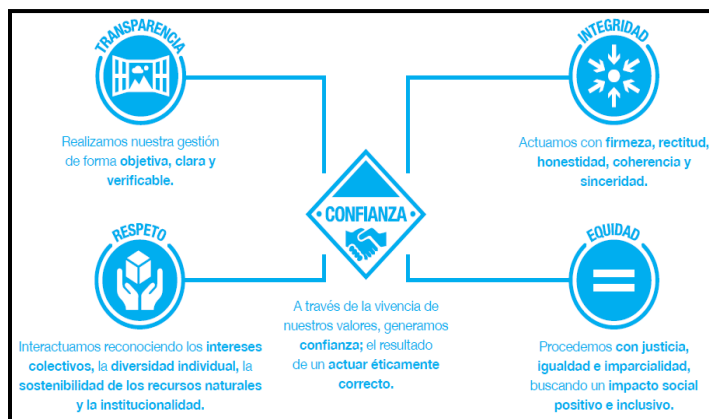 TRANSPARENCIA
Realizamos nuestra gestión
de forma objetiva, clara y
verificable.
INTEGRIDAD
Actuamos con firmeza, rectitud,
honestidad, coherencia y
sinceridad.
· CONFIANZA ·
A través de la vivencia de
nuestros valores, generamos
confianza; el resultado
de un actuar éticamente
correcto.
RESPETO
Interactuamos reconociendo los intereses
colectivos, la diversidad individual, la
sostenibilidad de los recursos naturales
y la institucionalidad.
EQUIDAD
Procedemos con justicia,
igualdad e imparcialidad,
buscando un impacto social
positivo e inclusivo.